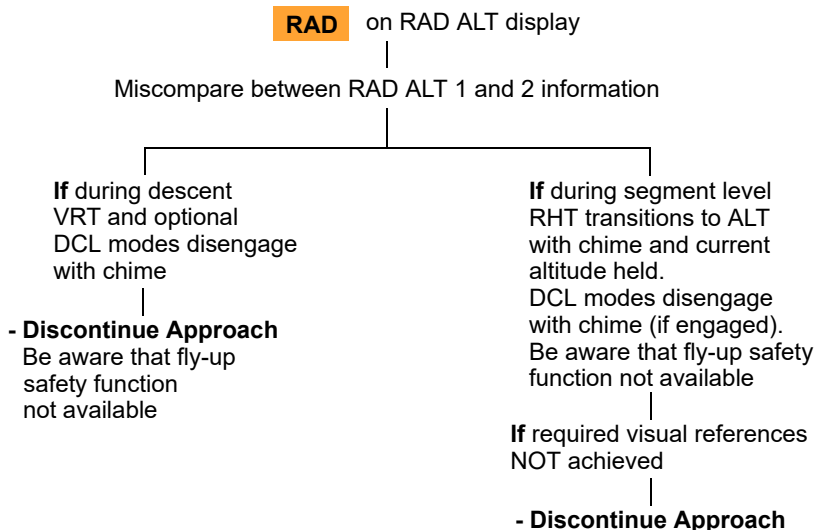 RAD on RAD ALT display
Miscompare between RAD ALT 1 and 2 information
If during descent
VRT and optional
DCL modes disengage
with chime
- Discontinue Approach
Be aware that fly-up
safety function
not available
If during segment level
RHT transitions to ALT
with chime and current
altitude held.
DCL modes disengage
with chime (if engaged).
Be aware that fly-up safety
function not available
If required visual references
NOT achieved
- Discontinue Approach